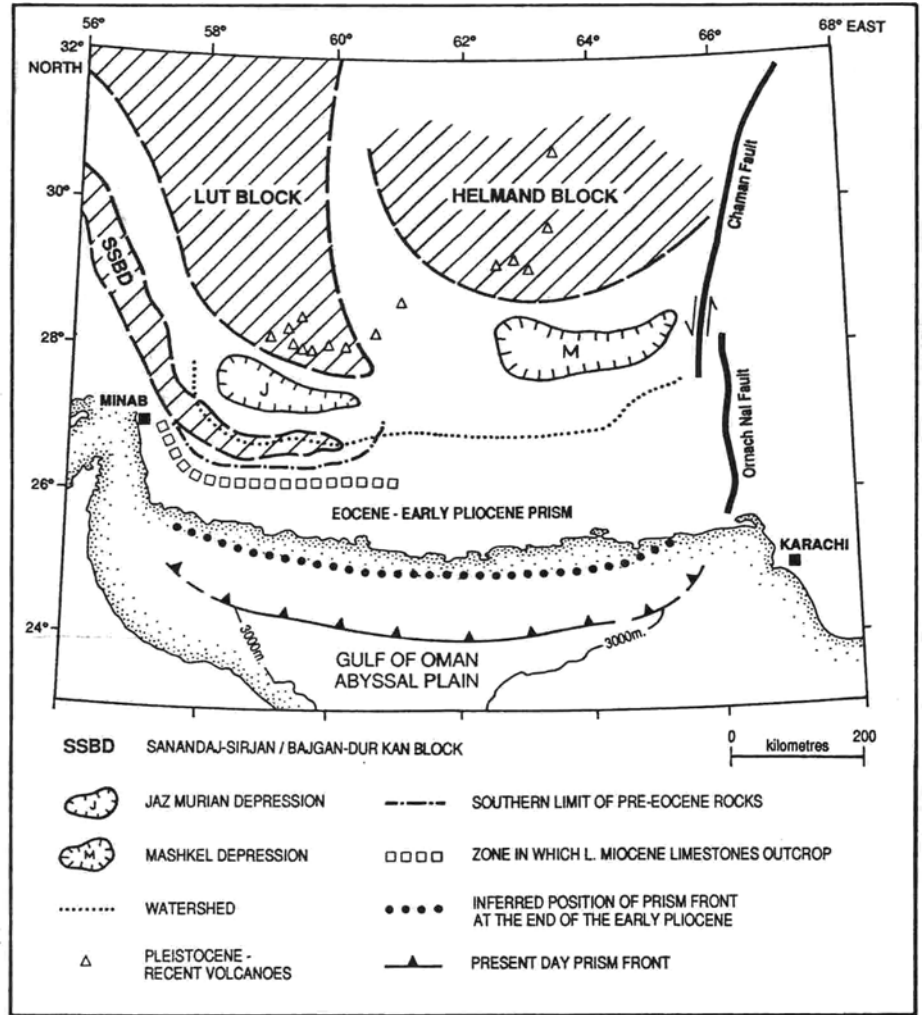 56°
58°
60°
62°
64°
66°
68° EAST
32°
NORTH
30°
28°
26°
24°
LUT BLOCK
HELMAND BLOCK
Chaman Fault
SSBD
J
M
MINAB
Ornach Nal Fault
EOCENE - EARLY PLIOCENE PRISM
KARACHI
3000m.
3000m.
GULF OF OMAN
ABYSSAL PLAIN
0 200
kilometres
SSBD SANANDAJ-SIRJAN / BAJGAN-DUR KAN BLOCK
J JAZ MURIAN DEPRESSION
SOUTHERN LIMIT OF PRE-EOCENE ROCKS
M MASHKEL DEPRESSION
ZONE IN WHICH L. MIOCENE LIMESTONES OUTCROP
WATERSHED
INFERRED POSITION OF PRISM FRONT
AT THE END OF THE EARLY PLIOCENE
PLEISTOCENE -
RECENT VOLCANOES
PRESENT DAY PRISM FRONT